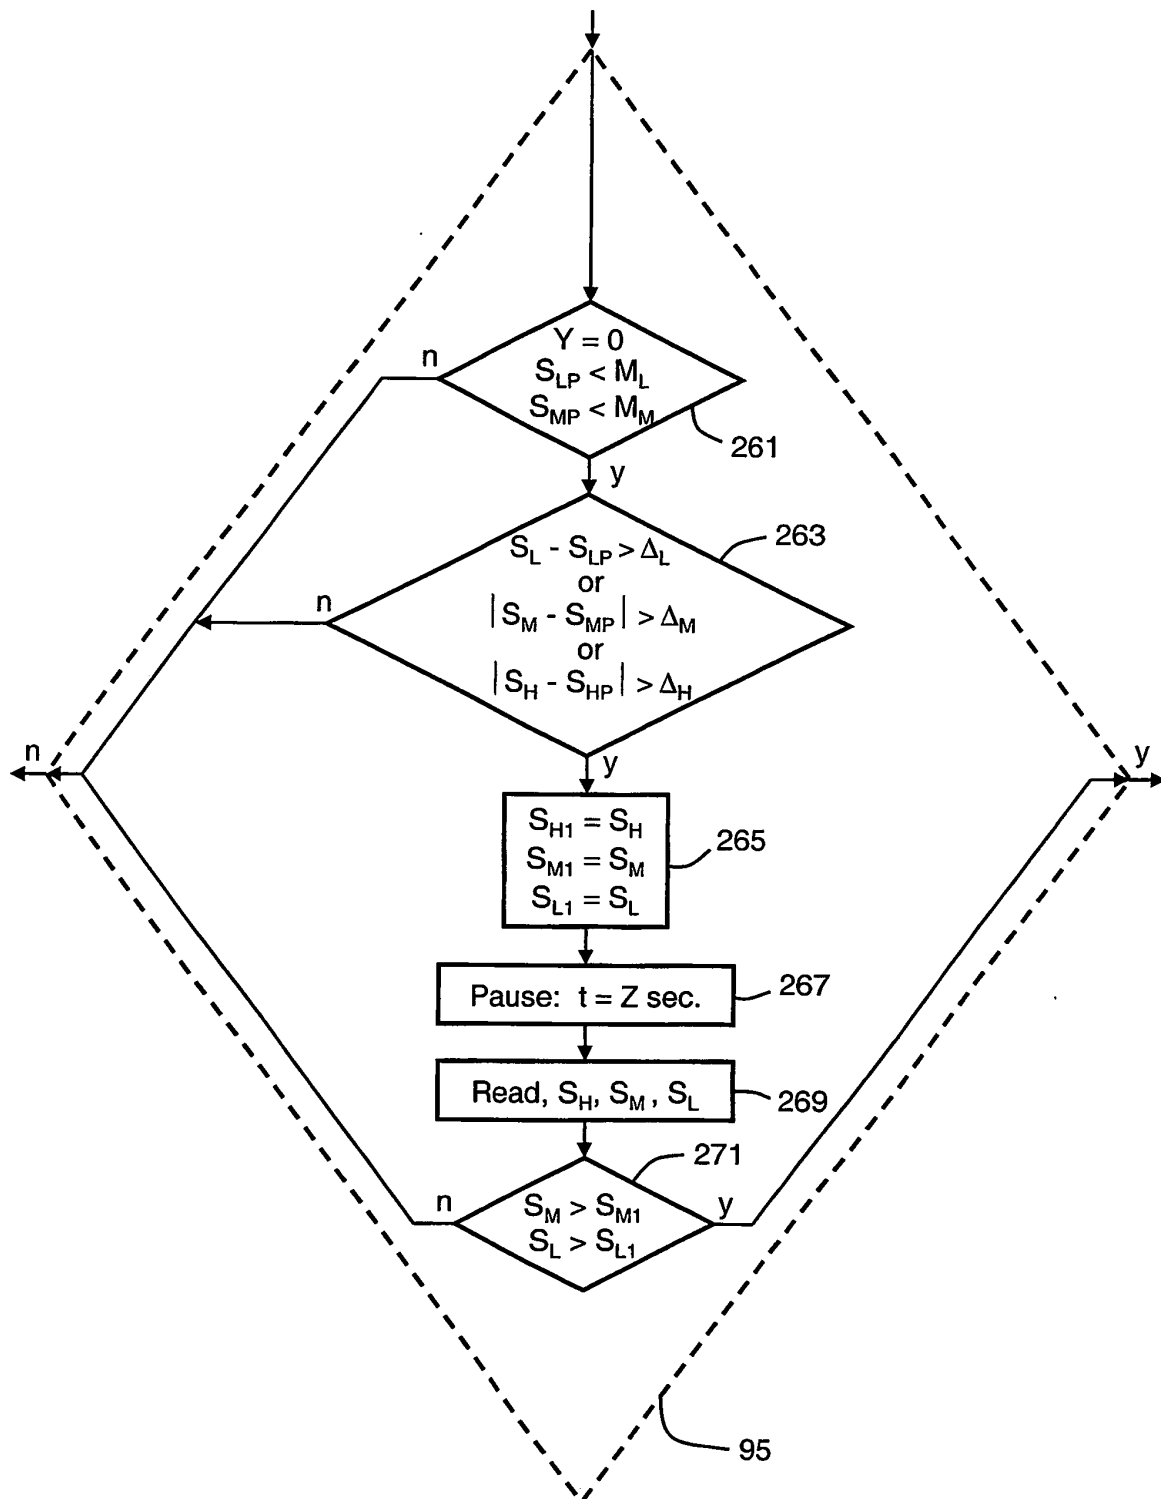 n
Y = 0
S_LP < M_L
S_MP < M_M
261
y
263
S_L - S_LP > Δ_L
or
n
|S_M - S_MP| > Δ_M
or
|S_H - S_HP| > Δ_H
n
y
y
S_H1 = S_H
S_M1 = S_M
S_L1 = S_L
265
Pause: t = Z sec.
267
Read, S_H, S_M, S_L
269
271
n
S_M > S_M1
S_L > S_L1
y
95